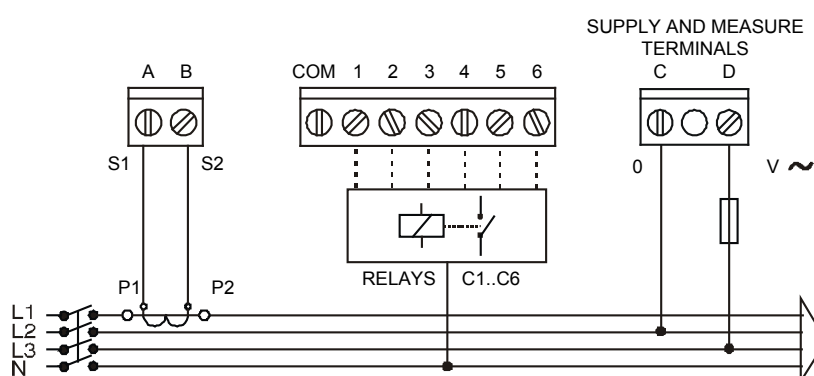 SUPPLY AND MEASURE
TERMINALS
A B COM 1 2 3 4 5 6 C D
S1 S2 0 V ~
RELAYS C1..C6
P1 P2
L1
L2
L3
N